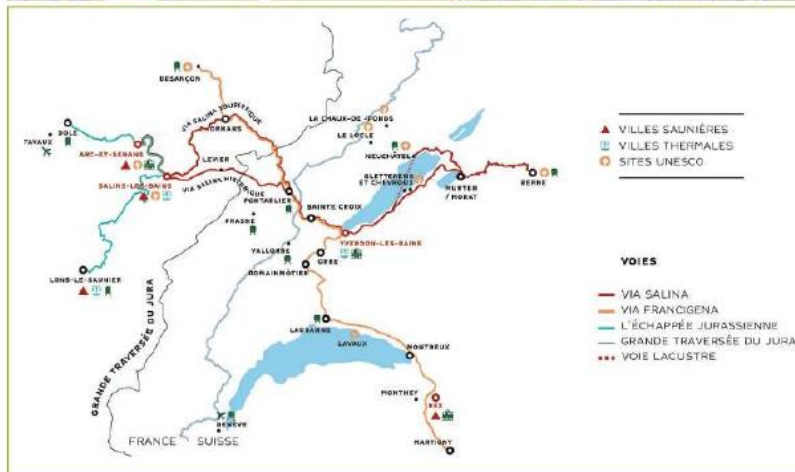 BESANÇON
VIA SALINA TOURISTIQUE
ORNANS
LA CHAUX-DE-FONDS
LE LOCLE
DOLE
TAVAUX
ARC-ET-SENANS
LEVIER
SALINS-LES-BAINS
VIA SALINA HISTORIQUE
PONTARLIER
NEUCHÂTEL
GLETTERENS
ET CHEVROUX
MURTEN
/ MORAT
BERNE
SAINTE CROIX
FRASNE
YVERDON-LES-BAINS
VALLORBE
ORBE
ROMAINMÔTIER
LONS-LE-SAUNIER
GRANDE TRAVERSÉE DU JURA
LAUSANNE
LAVAUX
MONTREUX
MONTHEY
BEX
GENÈVE
MARTIGNY
FRANCE
SUISSE
VILLES SAUNIÈRES
VILLES THERMALES
SITES UNESCO
VOIES
VIA SALINA
VIA FRANCIGENA
L'ÉCHAPPÉE JURASSIENNE
GRANDE TRAVERSÉE DU JURA
VOIE LACUSTRE